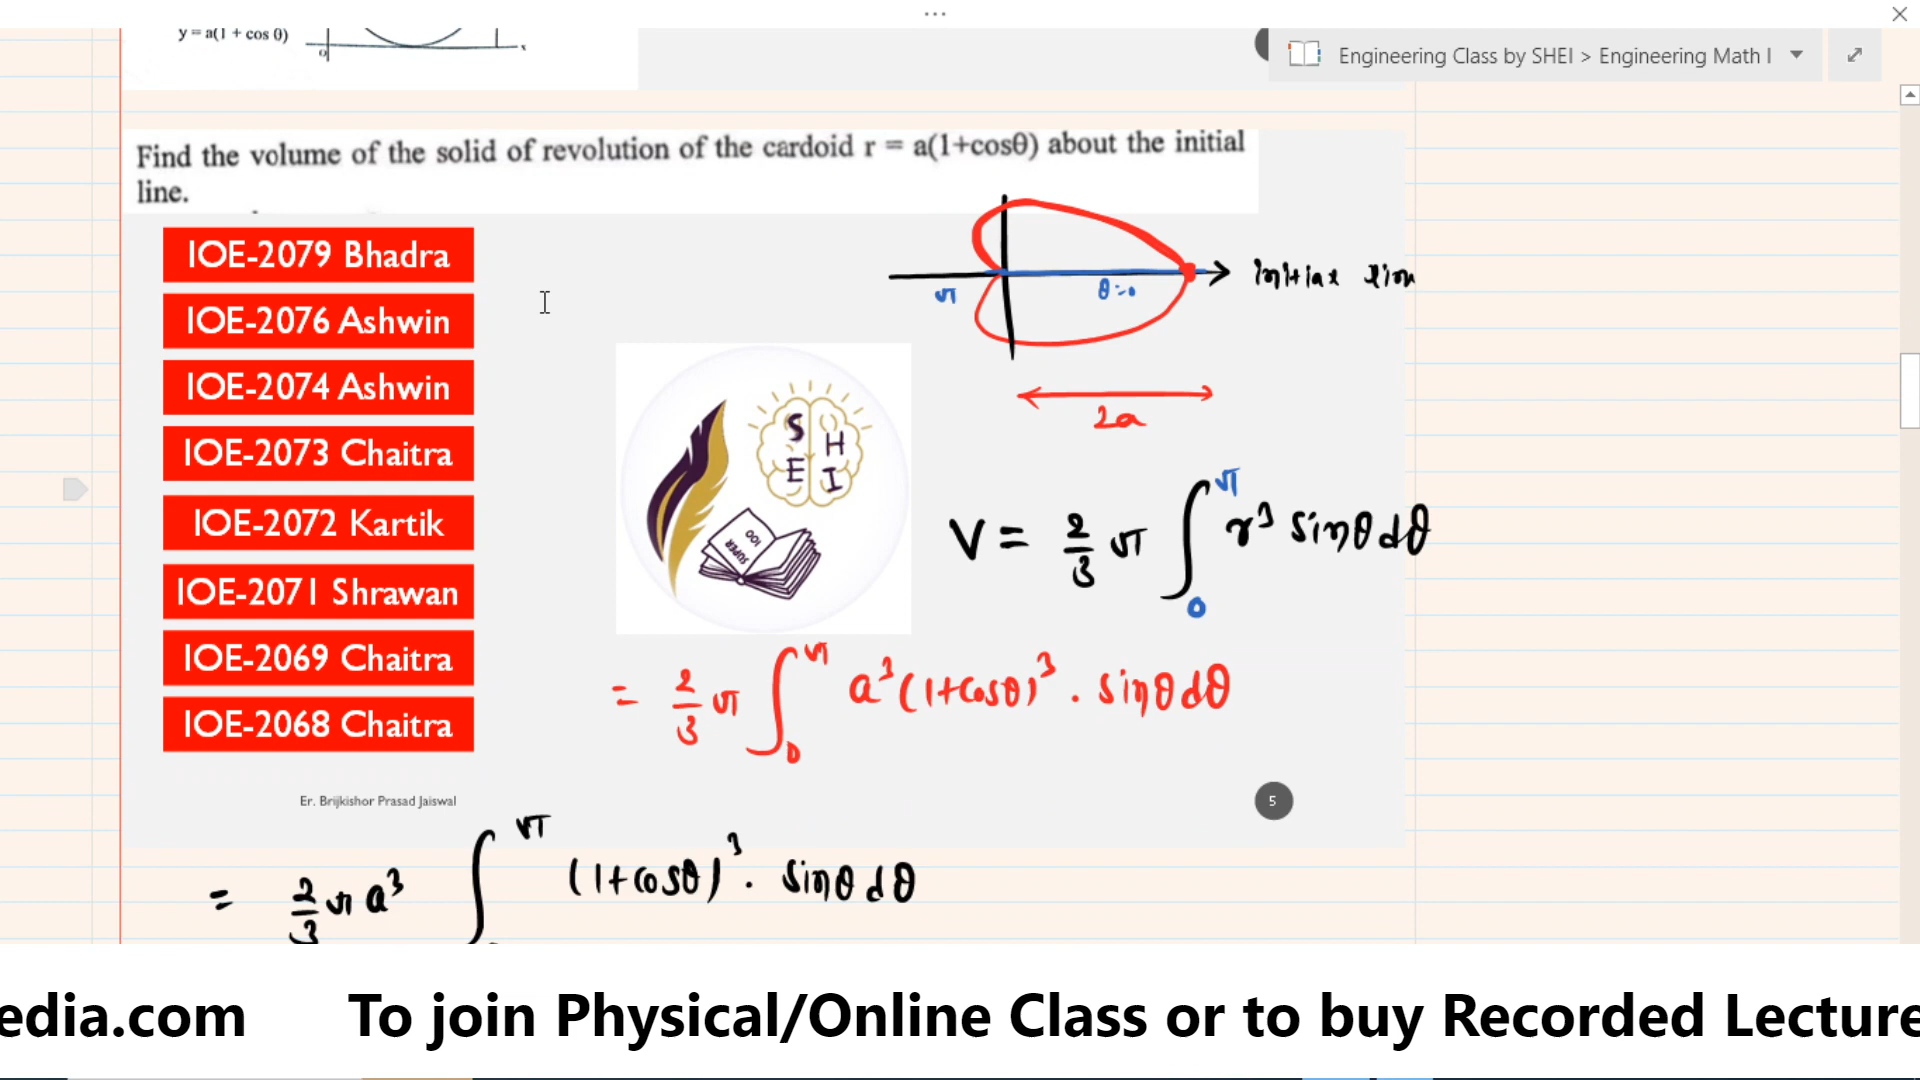 y = a(1 + cos θ)
Engineering Class by SHEI > Engineering Math I
Find the volume of the solid of revolution of the cardoid r = a(1+cosθ) about the initial
line.
IOE-2079 Bhadra
IOE-2076 Ashwin
IOE-2074 Ashwin
IOE-2073 Chaitra
IOE-2072 Kartik
IOE-2071 Shrawan
IOE-2069 Chaitra
IOE-2068 Chaitra
π
θ=0
2a
S H
E I
SUPER
100
V = 2/3 π ∫₀^π r³ sinθ dθ
= 2/3 π ∫₀^π a³ (1+cosθ)³ . sinθ dθ
Er. Brijkishor Prasad Jaiswal
5
= 2/3 π a³ ∫^π (1+cosθ)³ . sinθ dθ
edia.com To join Physical/Online Class or to buy Recorded Lecture